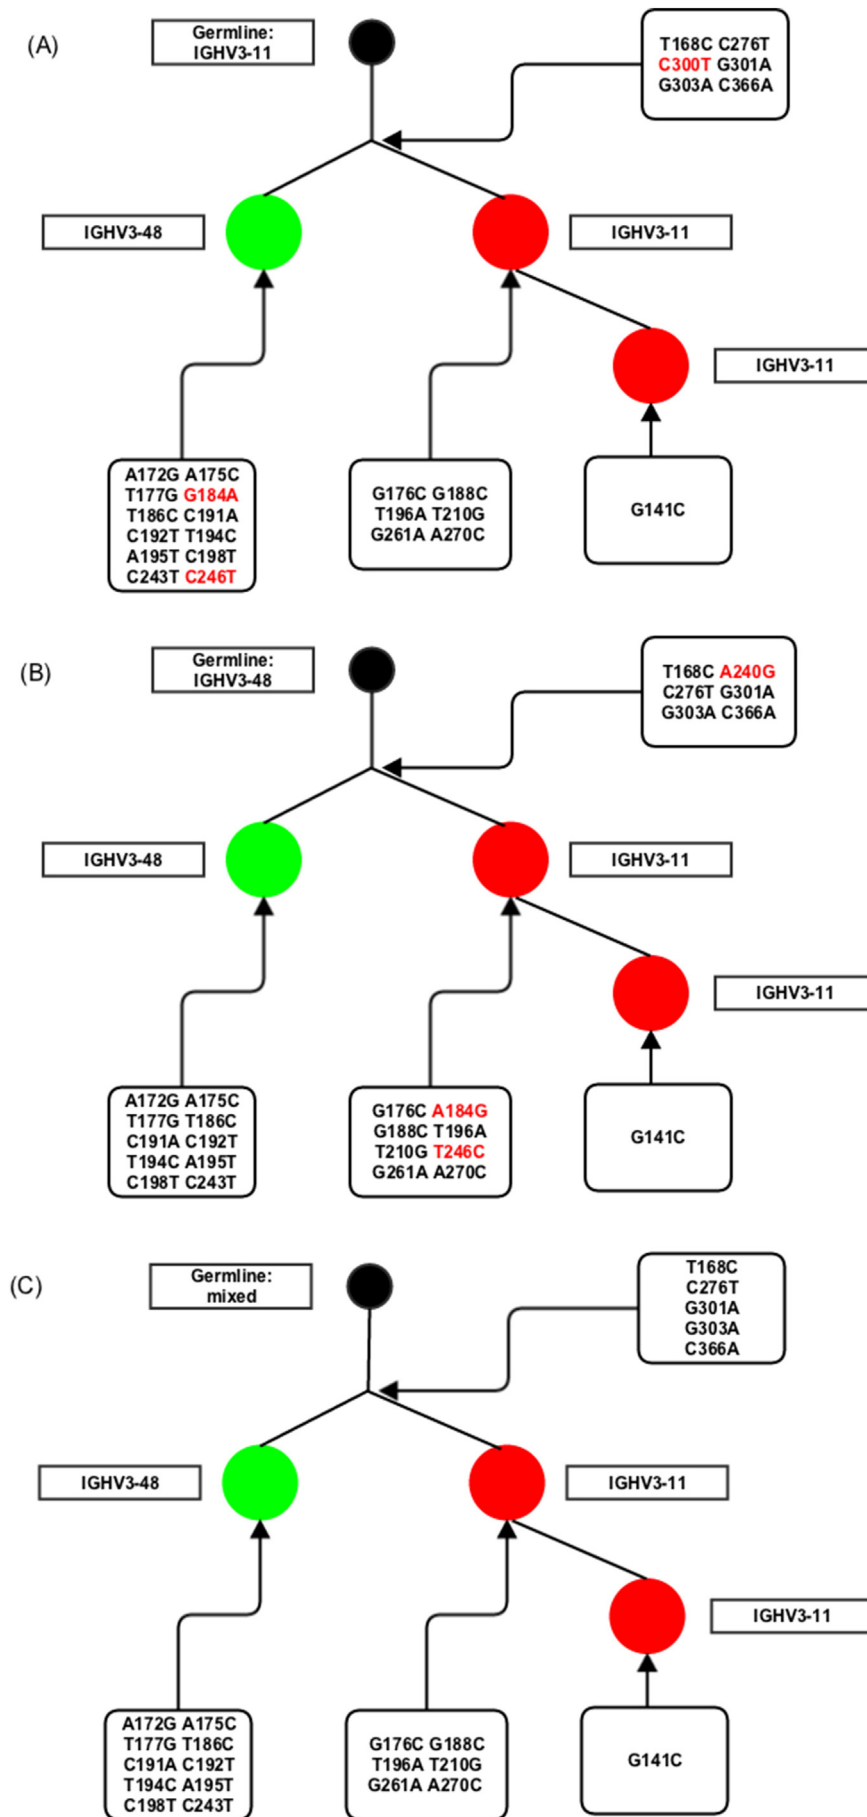 (A)
Germline:
IGHV3-11
T168C C276T
C300T G301A
G303A C366A
IGHV3-48
IGHV3-11
IGHV3-11
A172G A175C
T177G G184A
T186C C191A
C192T T194C
A195T C198T
C243T C246T
G176C G188C
T196A T210G
G261A A270C
G141C
(B)
Germline:
IGHV3-48
T168C A240G
C276T G301A
G303A C366A
IGHV3-48
IGHV3-11
IGHV3-11
A172G A175C
T177G T186C
C191A C192T
T194C A195T
C198T C243T
G176C A184G
G188C T196A
T210G T246C
G261A A270C
G141C
(C)
Germline:
mixed
T168C
C276T
G301A
G303A
C366A
IGHV3-48
IGHV3-11
IGHV3-11
A172G A175C
T177G T186C
C191A C192T
T194C A195T
C198T C243T
G176C G188C
T196A T210G
G261A A270C
G141C